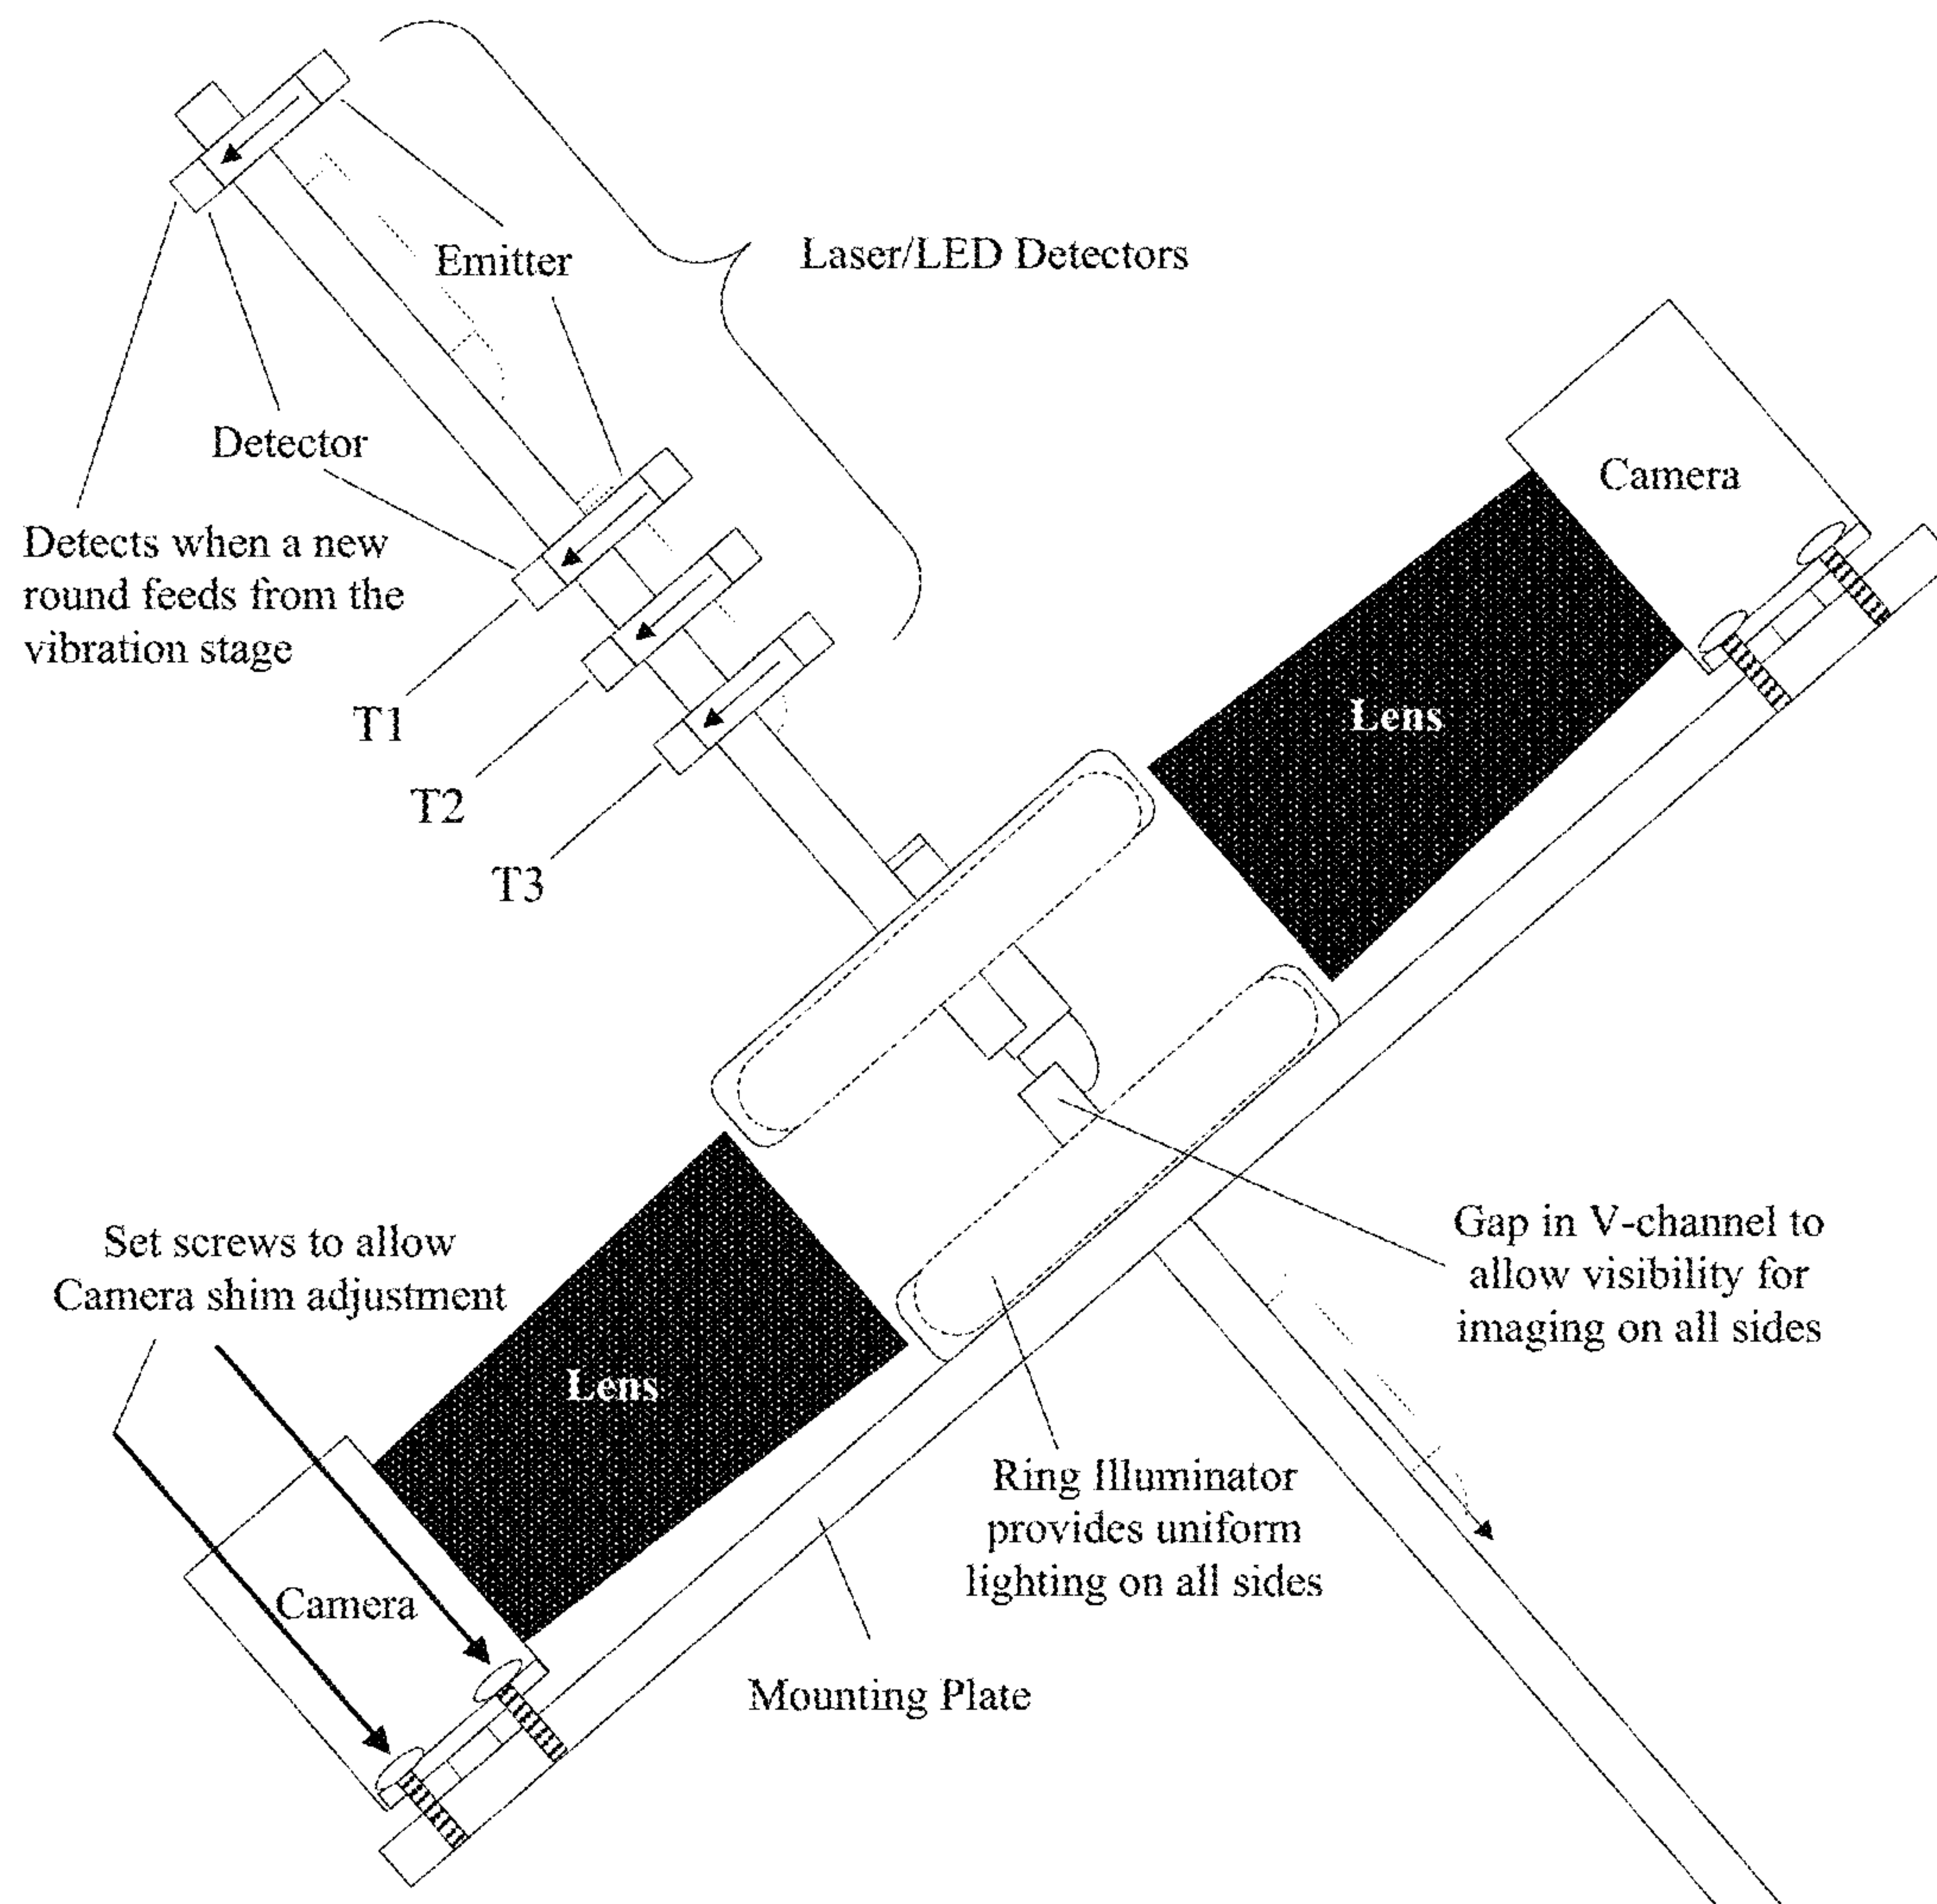 Laser/LED Detectors
Emitter
Detector
Camera
Detects when a new
round feeds from the
vibration stage
T1
Lens
T2
T3
Set screws to allow
Camera shim adjustment
Gap in V-channel to
allow visibility for
imaging on all sides
Lens
Ring Illuminator
provides uniform
lighting on all sides
Camera
Mounting Plate